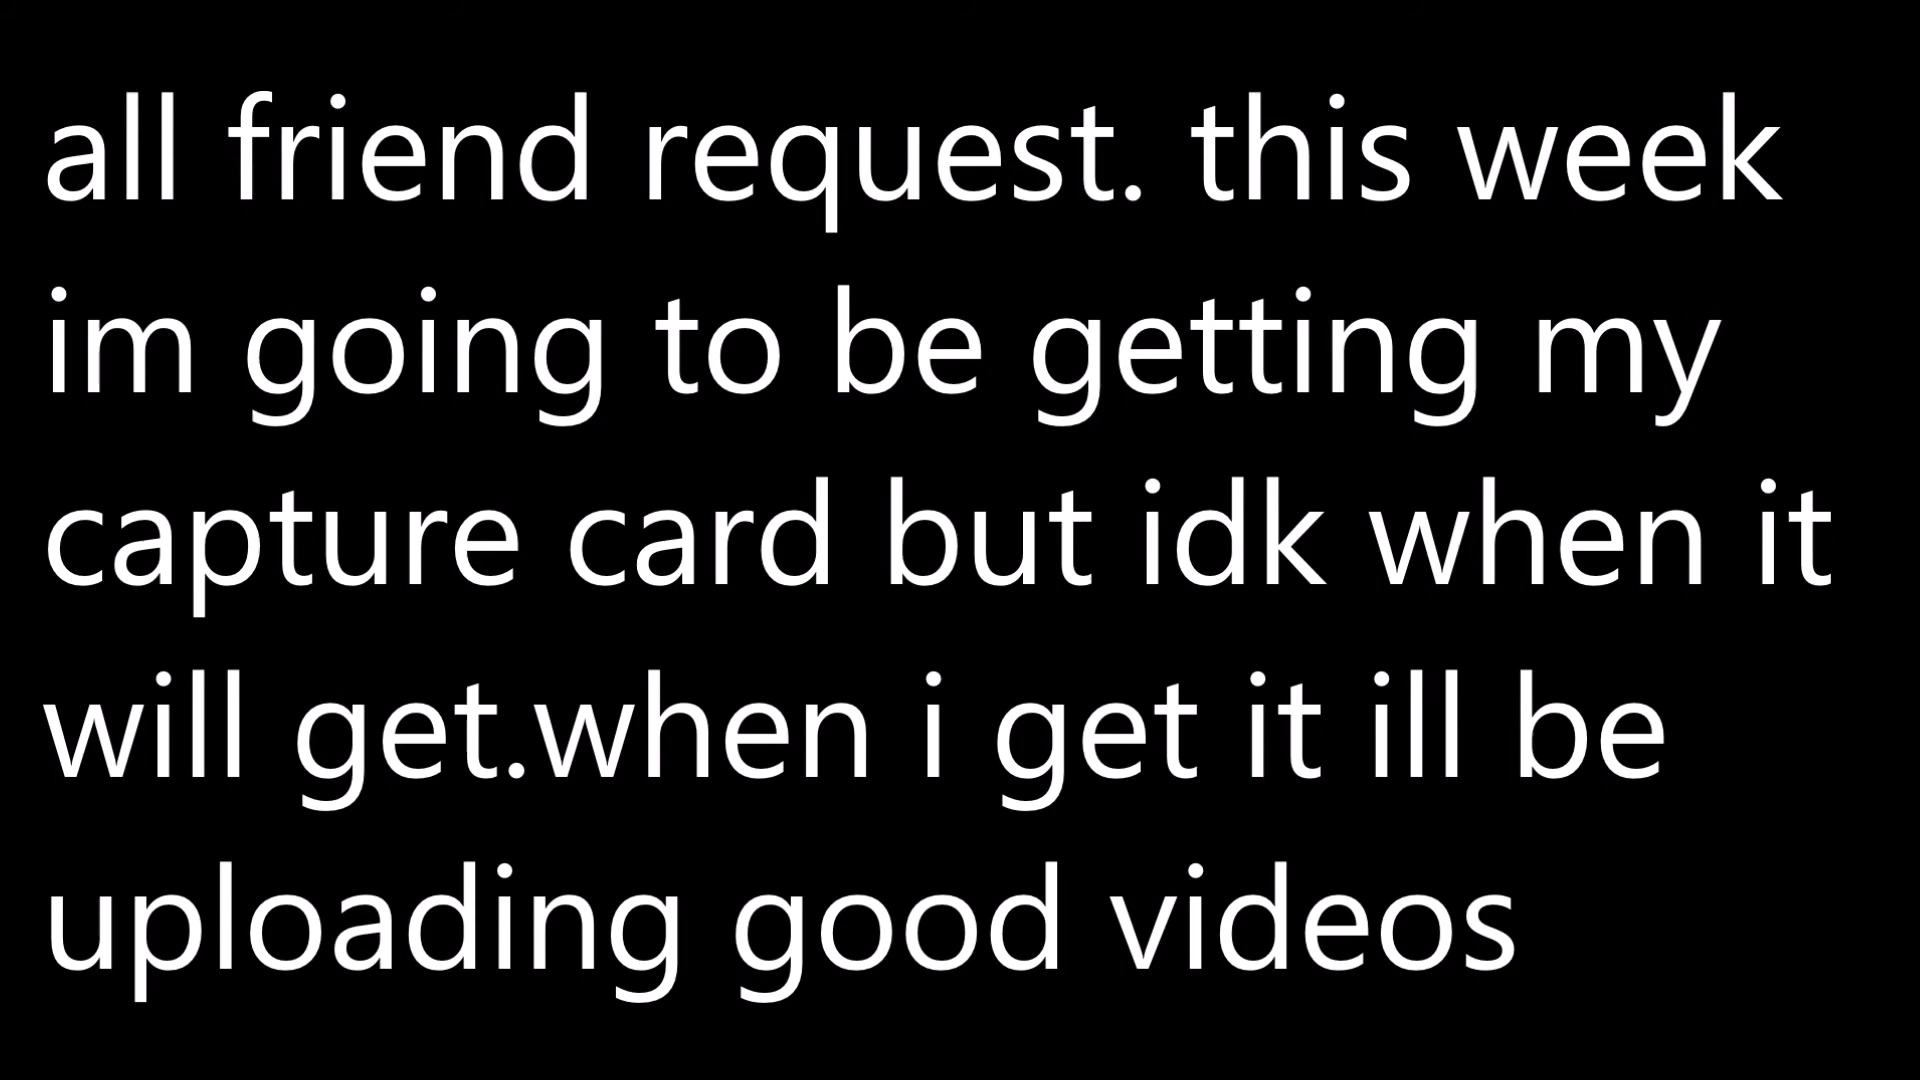 all friend request. this week
im going to be getting my
capture card but idk when it
will get.when i get it ill be
uploading good videos